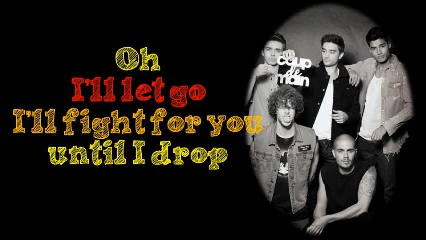 Oh
I'll let go
I'll fight for you
until I drop
coup
de
main